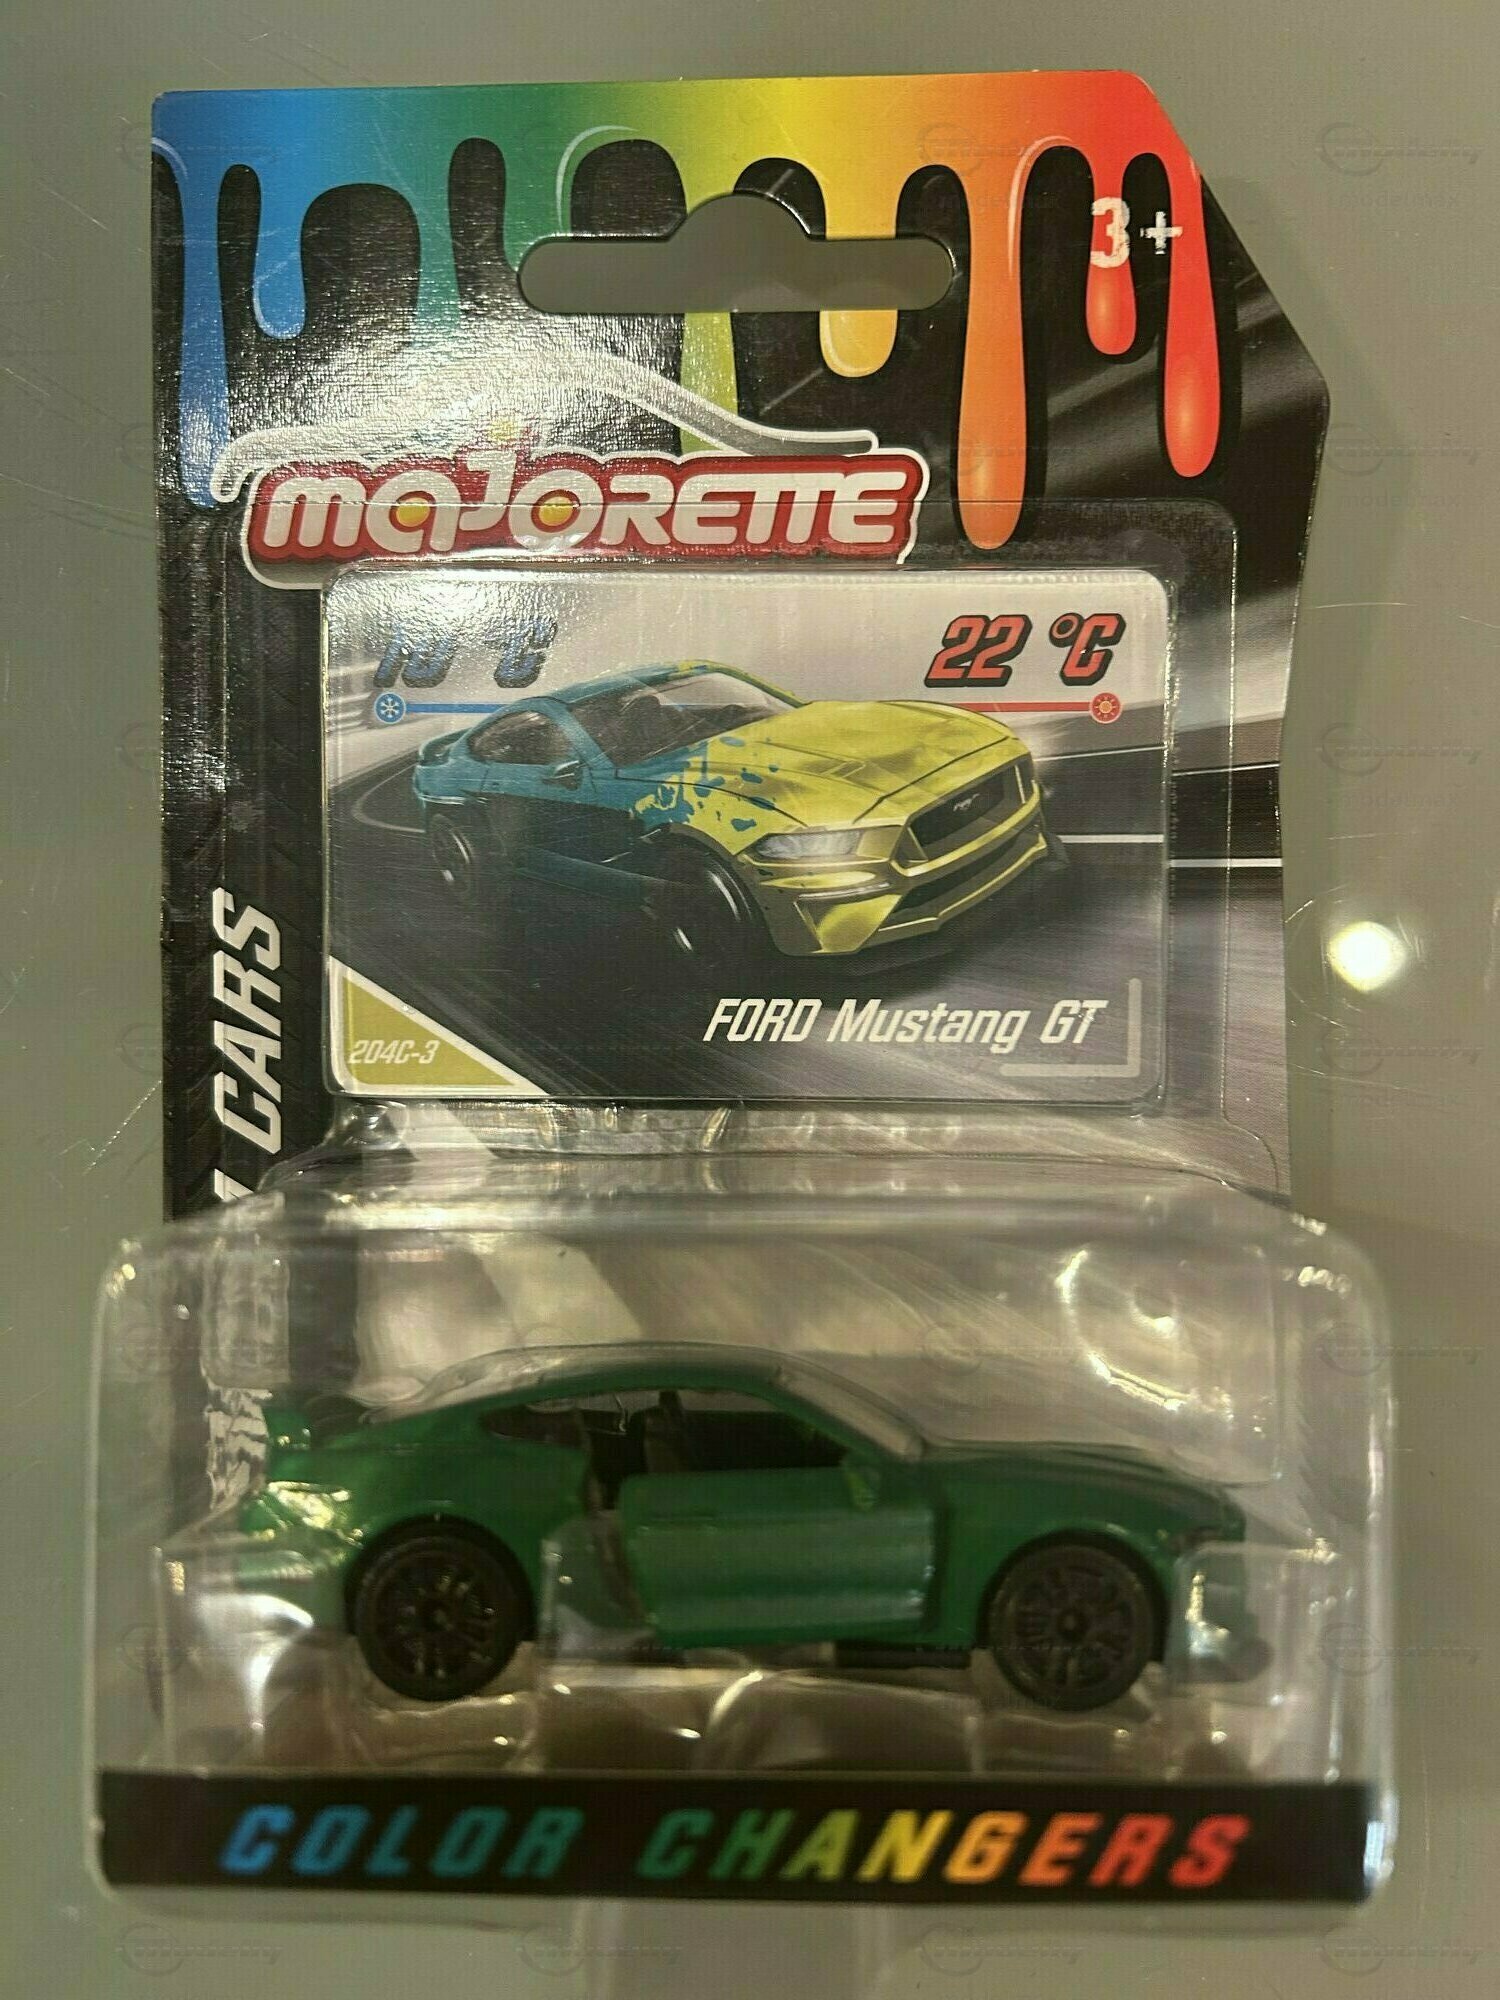 3+
majorette
22 °C
FORD Mustang GT
204C-3
CARS
COLOR CHANGERS